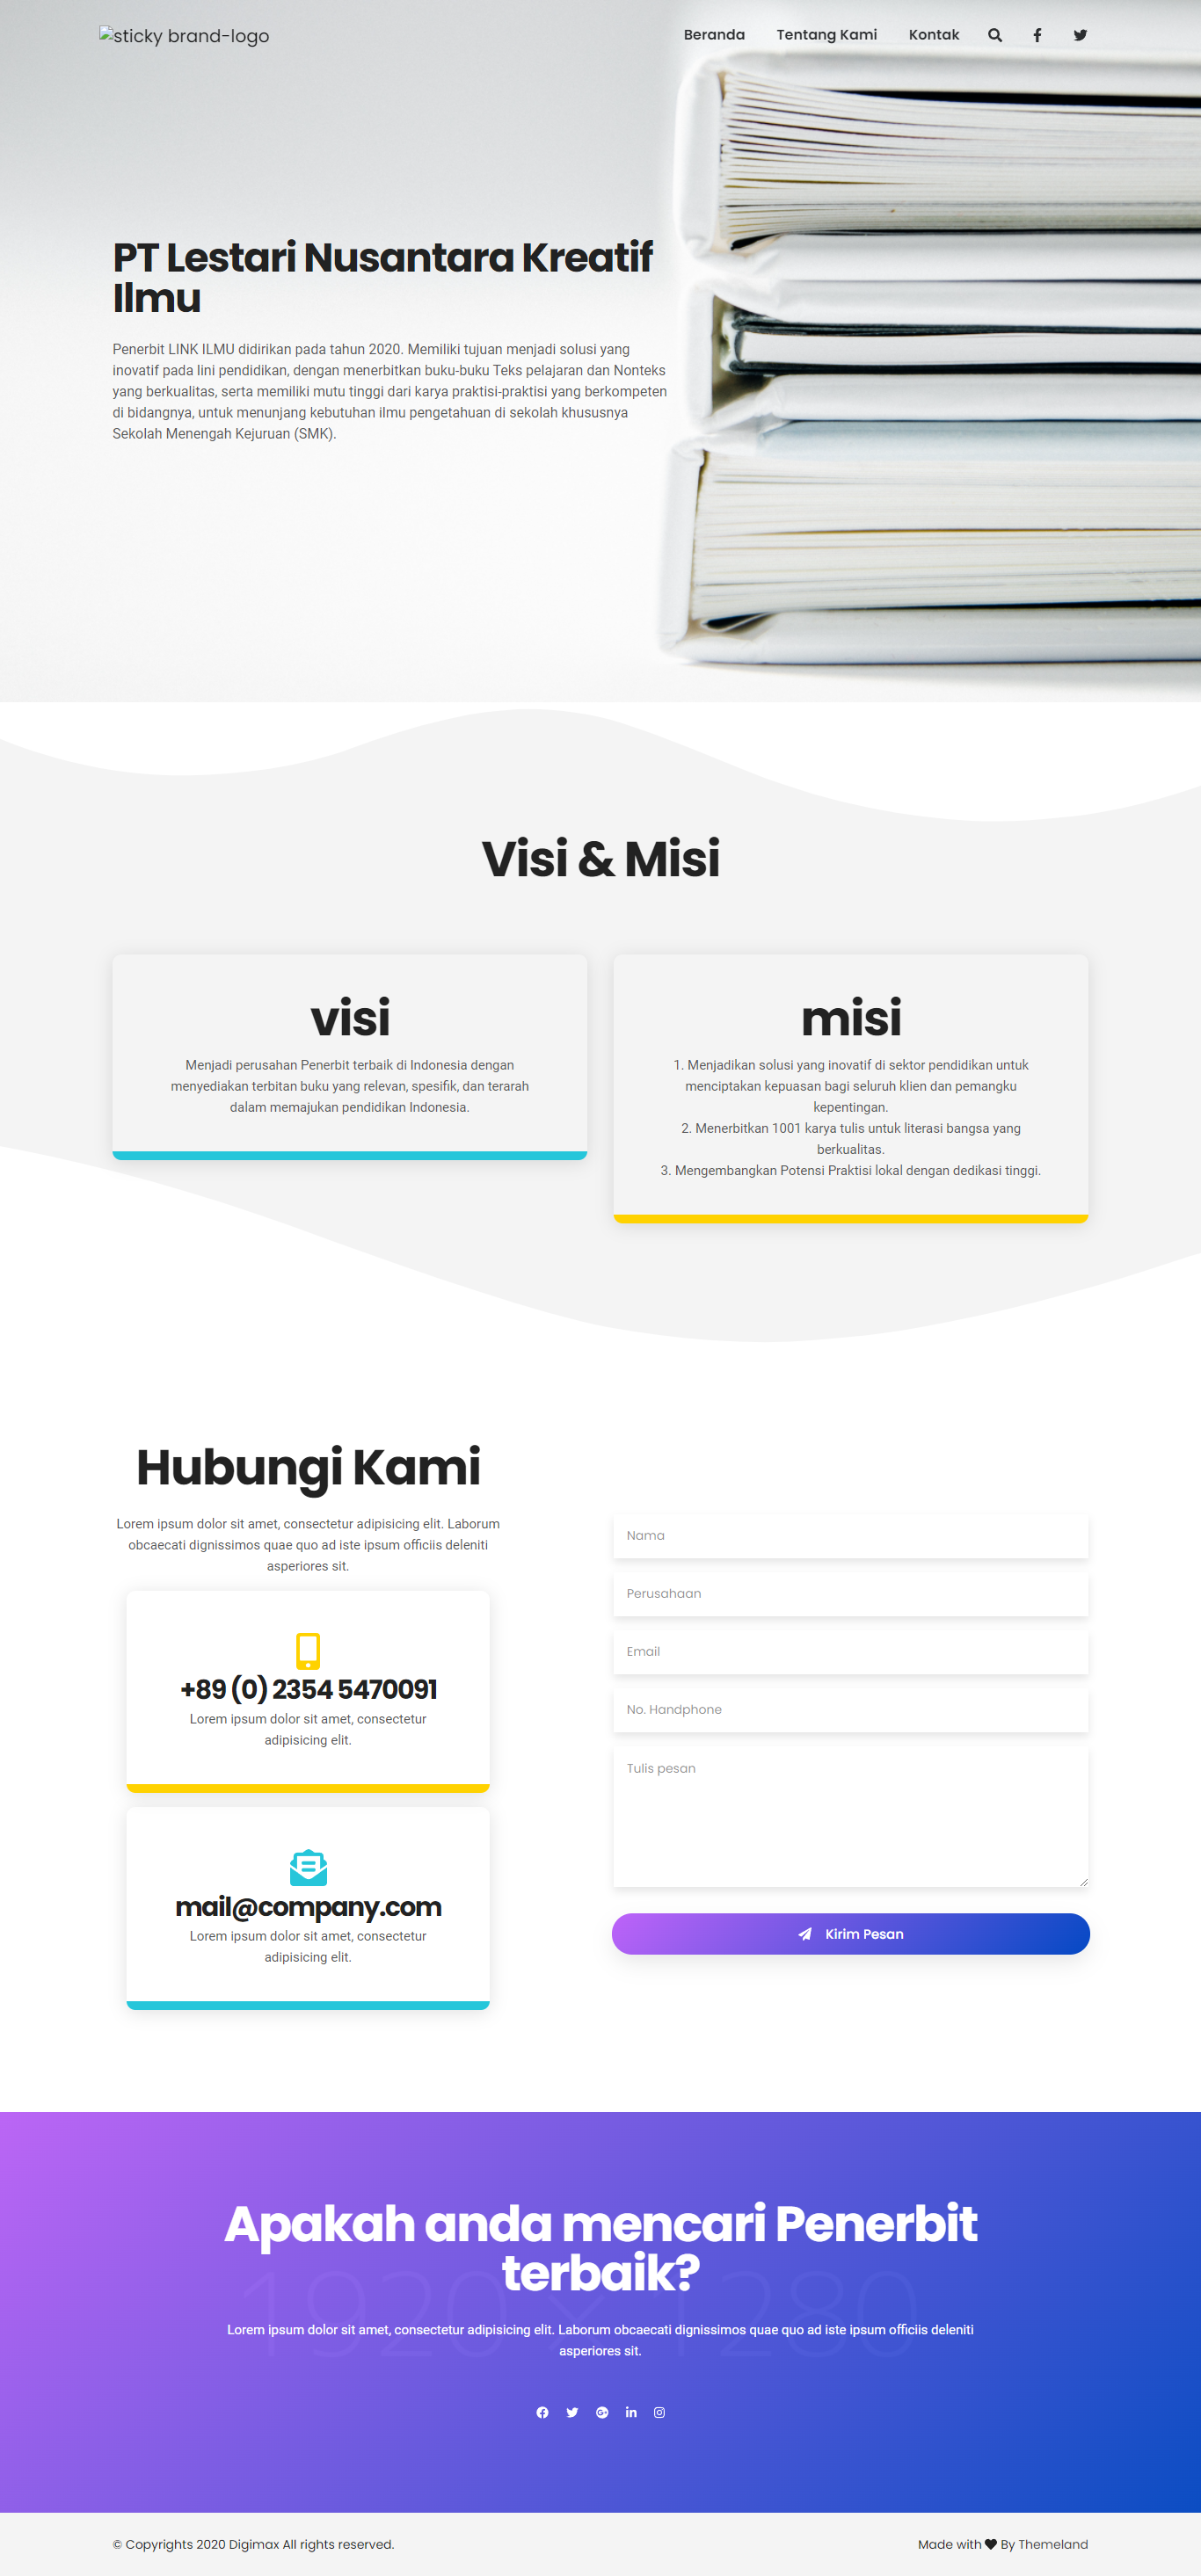 sticky brand-logo
Beranda Tentang Kami Kontak
PT Lestari Nusantara Kreatif
Ilmu
Penerbit LINK ILMU didirikan pada tahun 2020. Memiliki tujuan menjadi solusi yang
inovatif pada lini pendidikan, dengan menerbitkan buku-buku Teks pelajaran dan Nonteks
yang berkualitas, serta memiliki mutu tinggi dari karya praktisi-praktisi yang berkompeten
di bidangnya, untuk menunjang kebutuhan ilmu pengetahuan di sekolah khususnya
Sekolah Menengah Kejuruan (SMK).
Visi & Misi
visi
Menjadi perusahan Penerbit terbaik di Indonesia dengan
menyediakan terbitan buku yang relevan, spesifik, dan terarah
dalam memajukan pendidikan Indonesia.
misi
1. Menjadikan solusi yang inovatif di sektor pendidikan untuk
menciptakan kepuasan bagi seluruh klien dan pemangku
kepentingan.
2. Menerbitkan 1001 karya tulis untuk literasi bangsa yang
berkualitas.
3. Mengembangkan Potensi Praktisi lokal dengan dedikasi tinggi.
Hubungi Kami
Lorem ipsum dolor sit amet, consectetur adipisicing elit. Laborum
obcaecati dignissimos quae quo ad iste ipsum officiis deleniti
asperiores sit.
+89 (0) 2354 5470091
Lorem ipsum dolor sit amet, consectetur
adipisicing elit.
mail@company.com
Lorem ipsum dolor sit amet, consectetur
adipisicing elit.
Nama
Perusahaan
Email
No. Handphone
Tulis pesan
Kirim Pesan
Apakah anda mencari Penerbit
terbaik?
1920 × 1280
Lorem ipsum dolor sit amet, consectetur adipisicing elit. Laborum obcaecati dignissimos quae quo ad iste ipsum officiis deleniti
asperiores sit.
© Copyrights 2020 Digimax All rights reserved.
Made with ♥ By Themeland